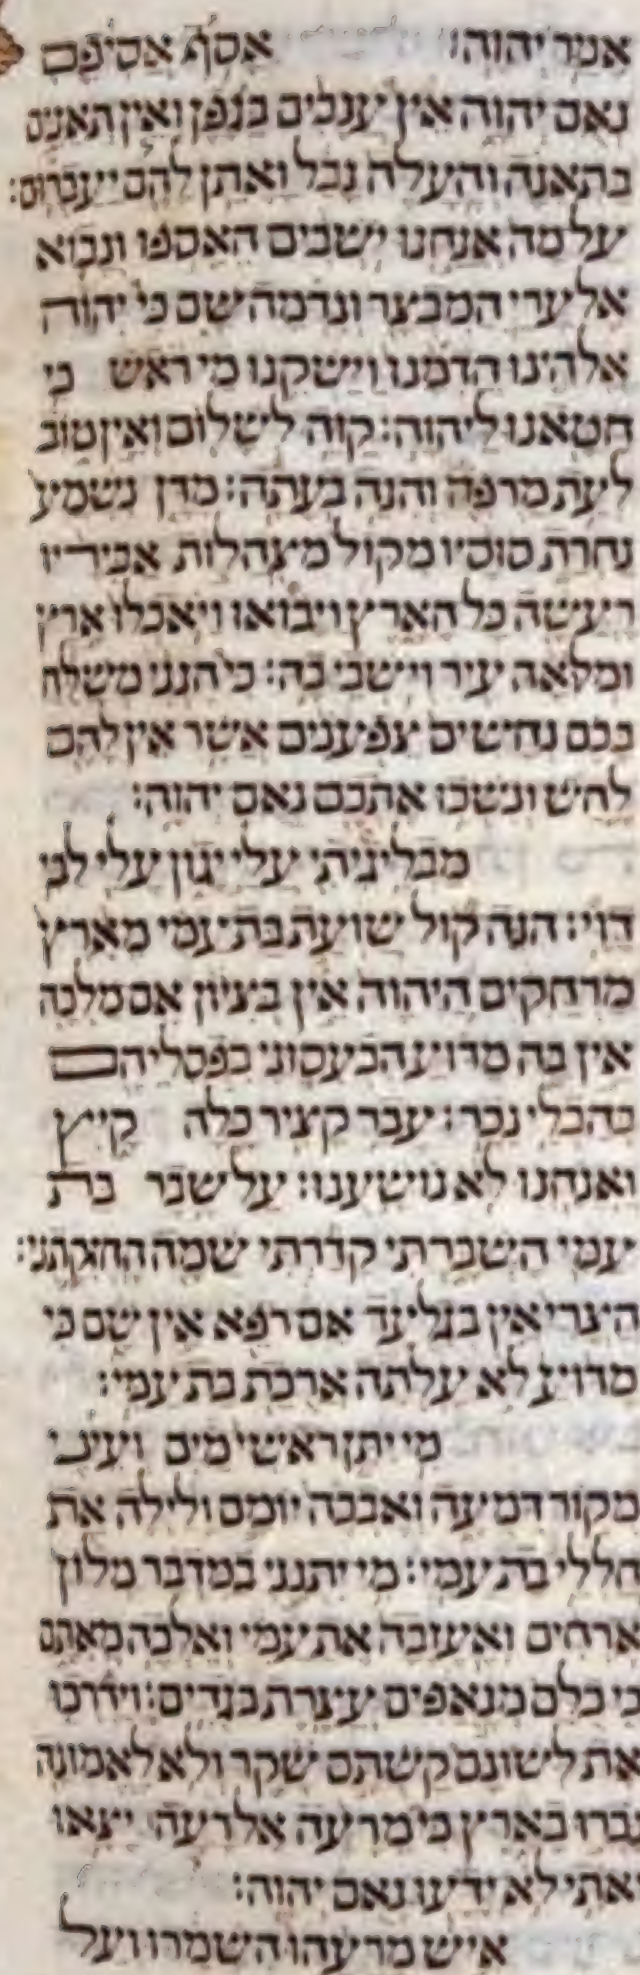 אמר יהוה: אסף אסיפם
נאם יהוה אין ענבים בגפן ואין תאנים
בתאנה והעלה נבל ואתן להם יעברום:
על מה אנחנו ישבים האספו ונבוא
אל ערי המבצר ונדמה שם כי יהוה
אלהינו הדמנו וישקנו מי ראש כי
חטאנו ליהוה: קוה לשלום ואין טוב
לעת מרפה והנה בעתה: מדן נשמע
נחרת סוסיו מקול מצהלות אביריו
רעשה כל הארץ ויבואו ויאכלו ארץ
ומלואה עיר וישבי בה: כי הנני משלח
בכם נחשים צפענים אשר אין להם
לחש ונשכו אתכם נאם יהוה:
מבליגיתי עלי יגון עלי לבי
דוי: הנה קול שועת בת עמי מארץ
מרחקים היהוה אין בציון אם מלכה
אין בה מדוע הכעסוני בפסליהם
בהבלי נכר: עבר קציר כלה קיץ
ואנחנו לא נושענו: על שבר בת
עמי השברתי קדרתי שמה החזקתני:
הצרי אין בגלעד אם רפא אין שם כי
מדוע לא עלתה ארכת בת עמי:
מי יתן ראשי מים ועיני
מקור דמעה ואבכה יומם ולילה את
חללי בת עמי: מי יתנני במדבר מלון
ארחים ואעזבה את עמי ואלכה מאתם
כי כלם מנאפים עצרת בגדים: וידרכו
את לשונם קשתם שקר ולא לאמונה
גברו בארץ כי מרעה אל רעה יצאו
ואתי לא ידעו נאם יהוה:
איש מרעהו השמרו ועל